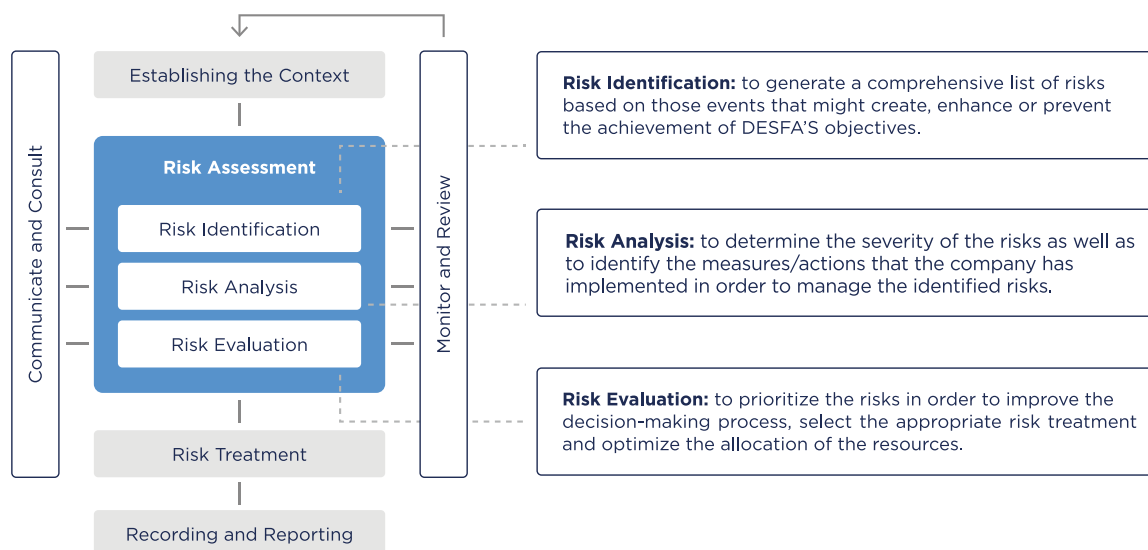 Communicate and Consult
Establishing the Context
Risk Assessment
Risk Identification
Risk Analysis
Risk Evaluation
Risk Treatment
Recording and Reporting
Monitor and Review
Risk Identification: to generate a comprehensive list of risks
based on those events that might create, enhance or prevent
the achievement of DESFA'S objectives.
Risk Analysis: to determine the severity of the risks as well as
to identify the measures/actions that the company has
implemented in order to manage the identified risks.
Risk Evaluation: to prioritize the risks in order to improve the
decision-making process, select the appropriate risk treatment
and optimize the allocation of the resources.